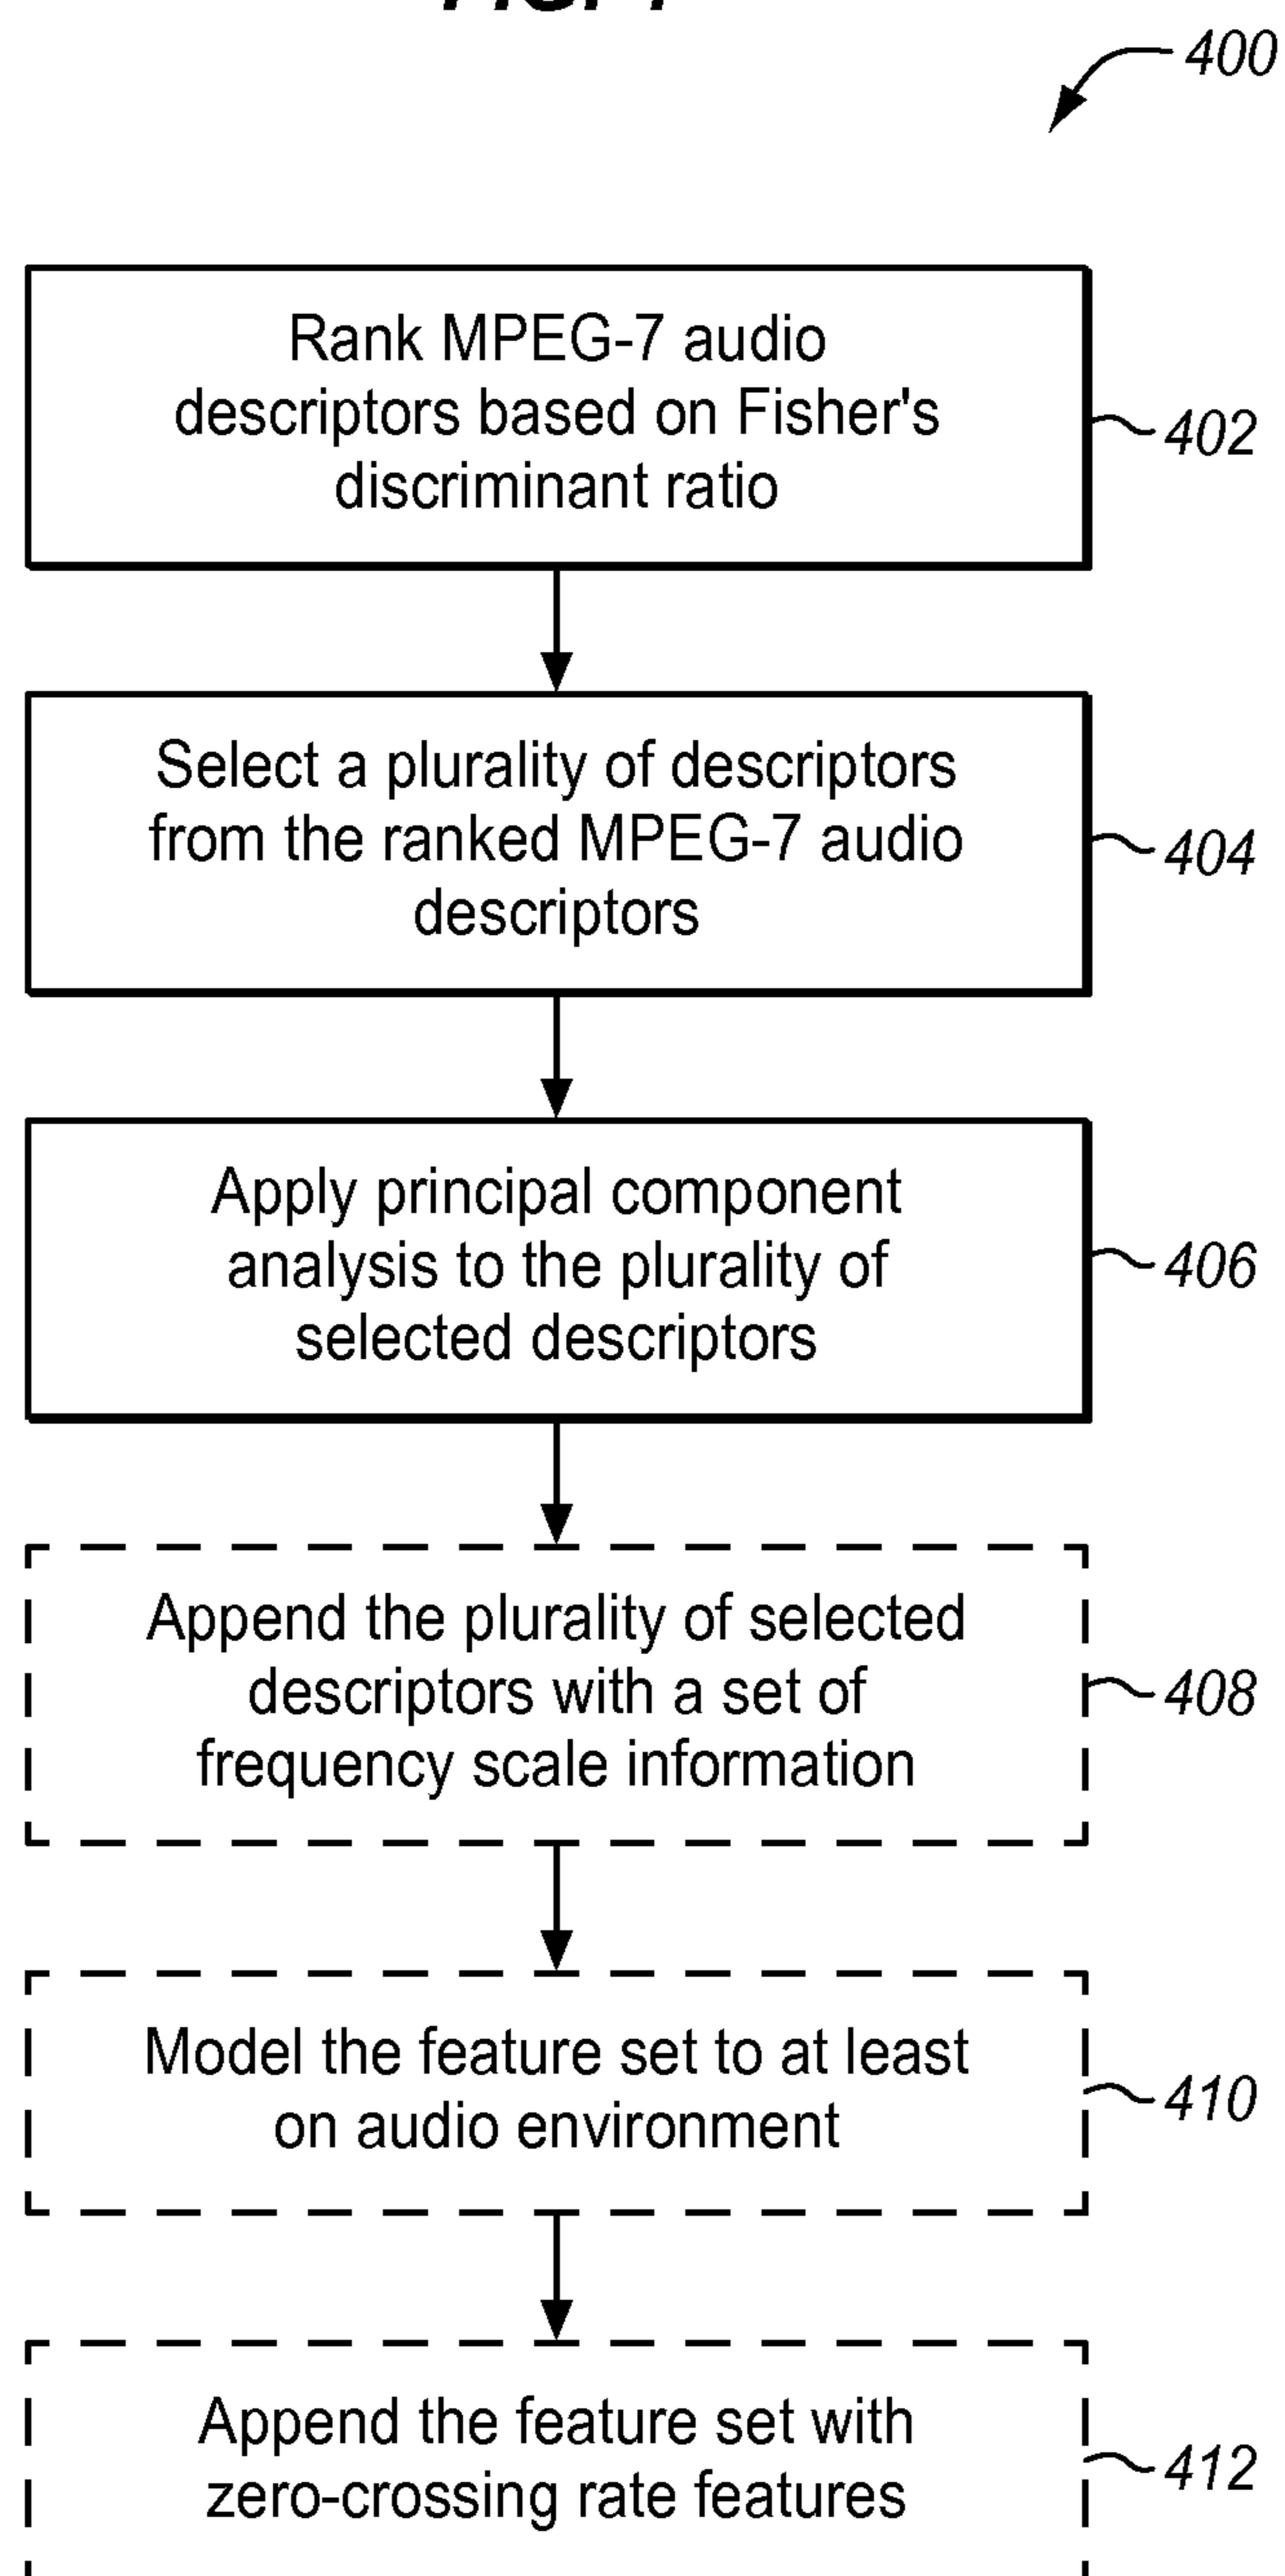 400
Rank MPEG-7 audio
descriptors based on Fisher's
discriminant ratio
402
Select a plurality of descriptors
from the ranked MPEG-7 audio
descriptors
404
Apply principal component
analysis to the plurality of
selected descriptors
406
Append the plurality of selected
descriptors with a set of
frequency scale information
408
Model the feature set to at least
on audio environment
410
Append the feature set with
zero-crossing rate features
412